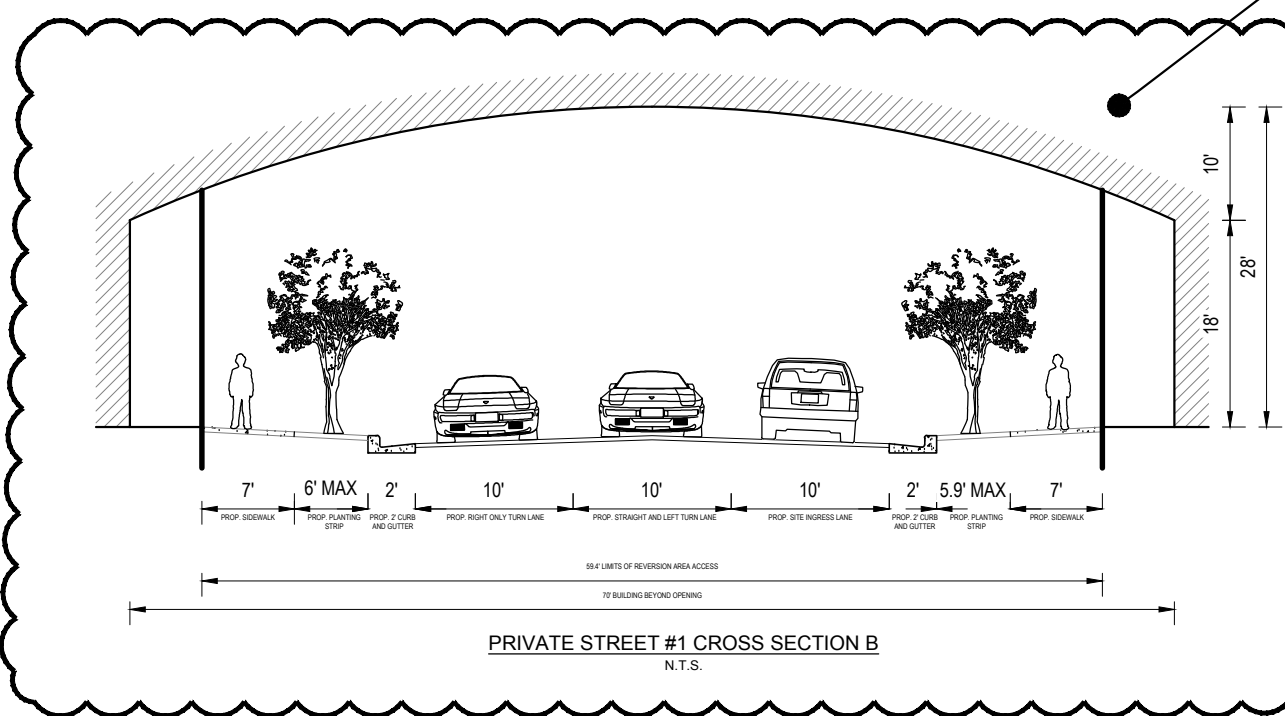 10'
28'
18'
7' 6' MAX 2' 10' 10' 10' 2' 5.9' MAX 7'
PROP. SIDEWALK PROP. PLANTING PROP. 2' CURB PROP. RIGHT ONLY TURN LANE PROP. STRAIGHT AND LEFT TURN LANE PROP. SITE INGRESS LANE PROP. 2' CURB PROP. PLANTING PROP. SIDEWALK
STRIP AND GUTTER AND GUTTER STRIP
59.4' LIMITS OF REVERSION AREA ACCESS
70' BUILDING BEYOND OPENING
PRIVATE STREET #1 CROSS SECTION B
N.T.S.